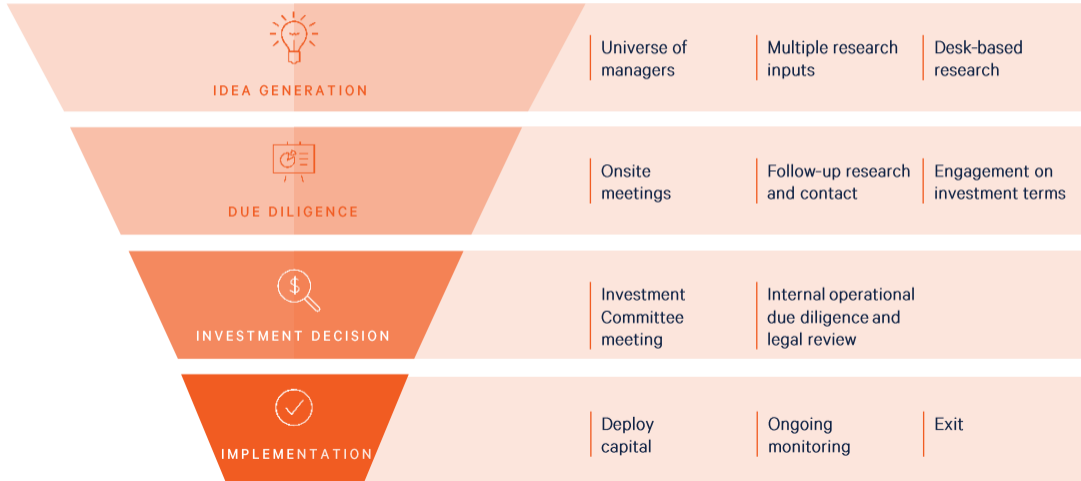 IDEA GENERATION
Universe of
managers
Multiple research
inputs
Desk-based
research
DUE DILIGENCE
Onsite
meetings
Follow-up research
and contact
Engagement on
investment terms
$
INVESTMENT DECISION
Investment
Committee
meeting
Internal operational
due diligence and
legal review
IMPLEMENTATION
Deploy
capital
Ongoing
monitoring
Exit